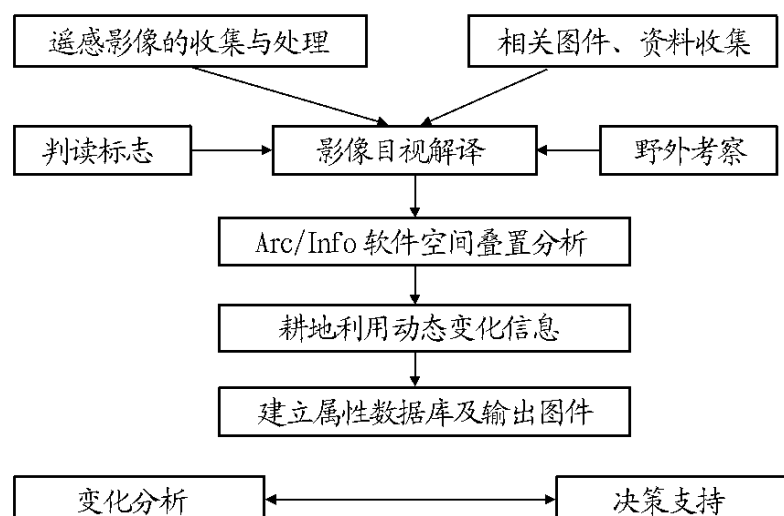 遥感影像的收集与处理
相关图件、资料收集
判读标志
影像目视解译
野外考察
Arc/Info 软件空间叠置分析
耕地利用动态变化信息
建立属性数据库及输出图件
变化分析
决策支持